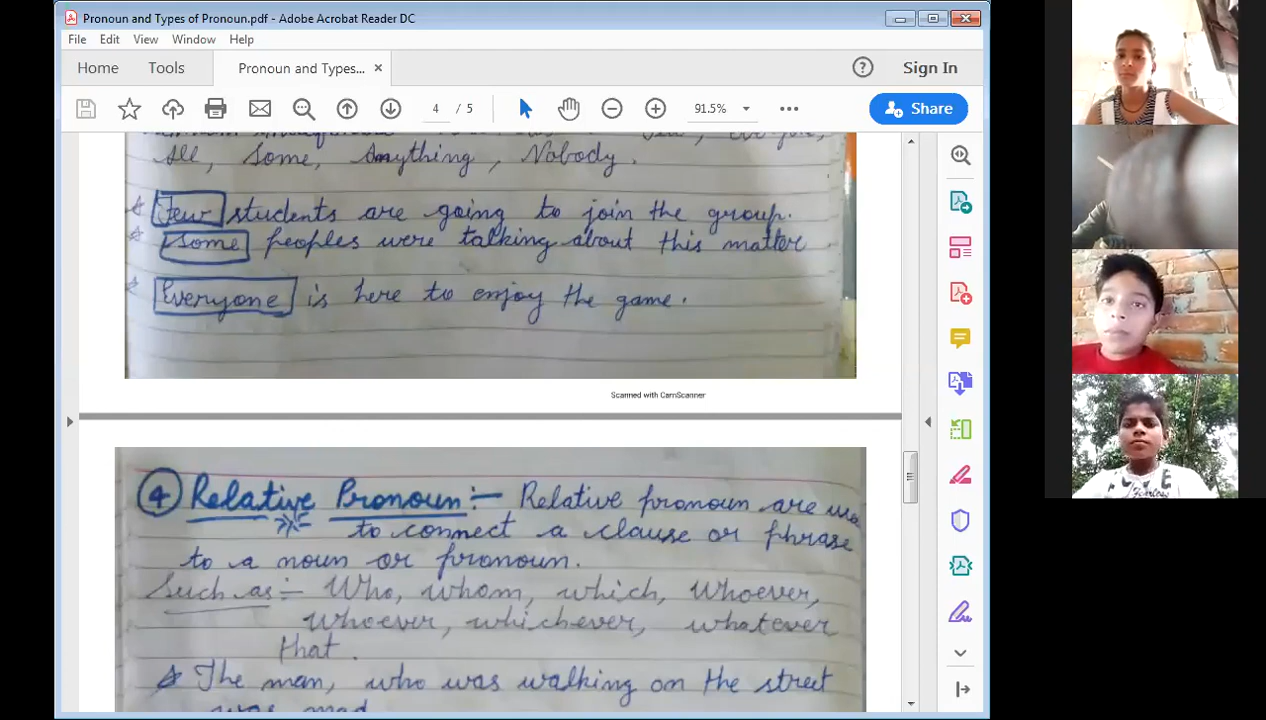 Pronoun and Types of Pronoun.pdf - Adobe Acrobat Reader DC
File Edit View Window Help
Home Tools Pronoun and Types... × Sign In
4 / 5 91.5% Share
All, Some, Anything, Nobody.
Few students are going to join the group.
Some peoples were talking about this matter
Everyone is here to enjoy the game.
Scanned with CamScanner
4 Relative Pronoun :- Relative pronoun are
to connect a clause or phrase
to a noun or pronoun.
Such as :- Who, whom, which, Whoever,
Whoever, whichever, whatever
that.
The man, who was walking on the street
was mad